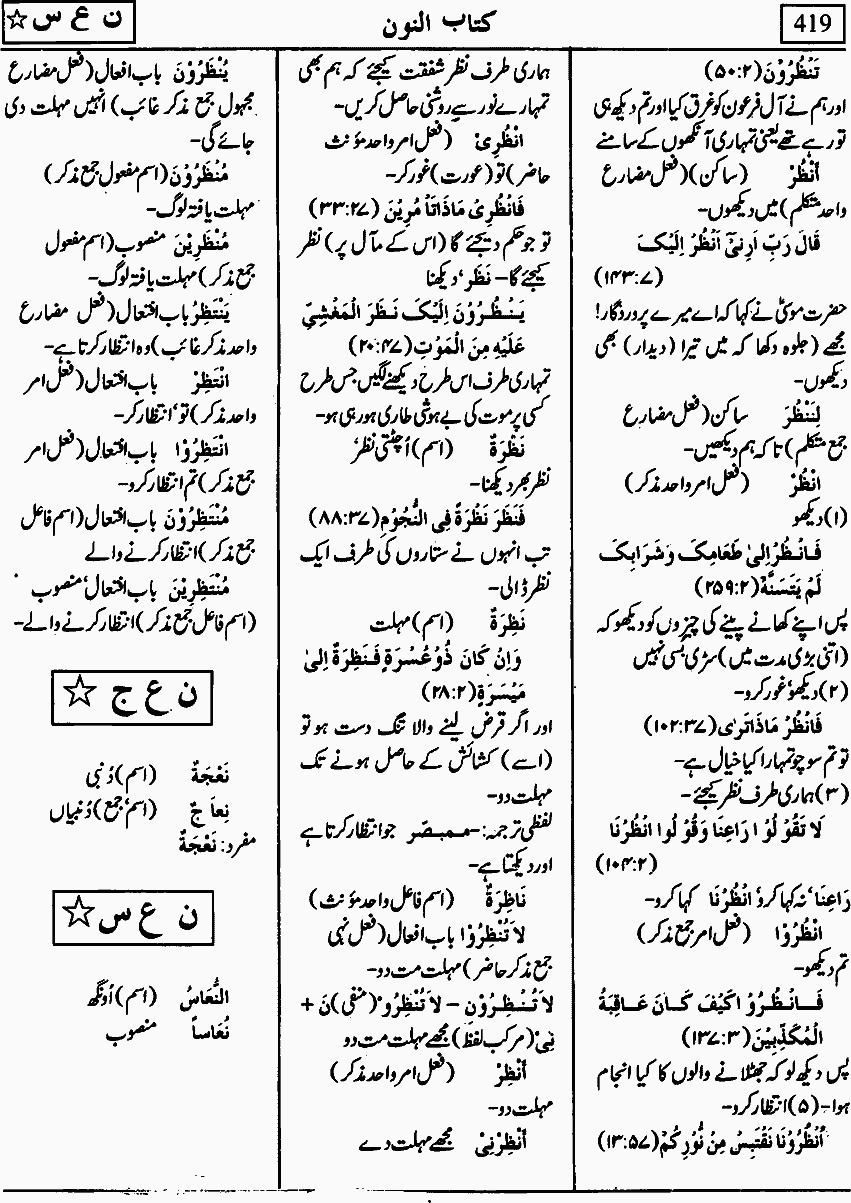 419
کتاب النون
ن ع س ☆
تَنْظُرُوْنَ (۵۰:۲)
اور ہم نے آلِ فرعون کو غرق کیا اور تم دیکھ ہی
تو رہے تھے یعنی تمہاری آنکھوں کے سامنے
أَنْظُرْ (ساکن) (فعل مضارع
واحد متکلم) میں دیکھوں۔
قَالَ رَبِّ اَرِنِیْٓ اَنْظُرْ اِلَیْکَ
(۱۴۳:۷)
حضرت موسیٰؑ نے کہا کہ اے میرے پروردگار!
مجھے (جلوہ دکھا کہ میں تیرا (دیدار) بھی
دیکھوں۔
لِنَنْظُرَ ساکن (فعل مضارع
جمع متکلم) تا کہ ہم دیکھیں۔
انْظُرْ (فعل امر واحد مذکر)
(۱) دیکھو
فَانْظُرْ اِلیٰ طَعَامِکَ وَشَرَابِکَ
لَمْ یَتَسَنَّهْ (۲۵۹:۲)
پس اپنے کھانے پینے کی چیزوں کو دیکھو کہ
(اتنی بڑی مدت میں) سڑی بسی نہیں
(۲) دیکھو، غور کرو۔
فَانْظُرْ مَاذَا تَریٰ (۱۰۲:۳۷)
تو تم سوچو تمہارا کیا خیال ہے۔
(۳) ہماری طرف نظر کیجئے۔
لَا تَقُوْلُوْا رَاعِنَا وَقُوْلُوا انْظُرْنَا
(۱۰۴:۲)
رَاعِنَا، نہ کہا کرو، انْظُرْنَا کہا کرو۔
انْظُرُوْا (فعل امر جمع مذکر)
تم دیکھو۔
فَانْظُرُوْا کَیْفَ کَانَ عَاقِبَةُ
الْمُکَذِّبِیْنَ (۱۳۷:۳)
پس دیکھ لو کہ جھٹلانے والوں کا کیا انجام
ہوا۔ (۵) انتظار کرو۔
اُنْظُرُوْنَا نَقْتَبِسْ مِنْ نُّوْرِکُمْ (۱۳:۵۷)
ہماری طرف نظر شفقت کیجئے کہ ہم بھی
تمہارے نور سے روشنی حاصل کریں۔
انْظُرِیْ (فعل امر واحد مؤنث
حاضر) تو (عورت) غور کر۔
فَانْظُرِیْ مَاذَا تَأْمُرِیْنَ (۳۳:۲۷)
تو جو حکم دیجئے گا (اس کے مآل پر) نظر
کیجئے گا۔ نَظَر، دیکھنا
یَنْظُرُوْنَ اِلَیْکَ نَظَرَ الْمَغْشِیِّ
عَلَیْهِ مِنَ الْمَوْتِ (۲۰:۴۷)
تمہاری طرف اس طرح دیکھنے لگیں جس طرح
کسی پر موت کی بے ہوشی طاری ہو رہی ہو۔
نَظْرَةً (اسم) اُچٹتی نظر،
نظر بھر دیکھنا۔
فَنَظَرَ نَظْرَةً فِی النُّجُوْمِ (۸۸:۳۷)
تب انہوں نے ستاروں کی طرف ایک
نظر ڈالی۔
نَظِرَةٌ (اسم) مہلت
وَاِنْ کَانَ ذُوْ عُسْرَةٍ فَنَظِرَةٌ اِلیٰ
مَیْسَرَةٍ (۲۸:۲)
اور اگر قرض لینے والا تنگ دست ہو تو
(اسے) کشائش کے حاصل ہونے تک
مہلت دو۔
لفظی ترجمہ:۔ مبصّر جو انتظار کرتا ہے
اور دیکھتا ہے۔
نَاظِرَةٌ (اسم فاعل واحد مؤنث)
لَا تُنْظِرُوْا باب افعال (فعل نہی
جمع مذکر حاضر) مہلت مت دو۔
لَا تُنْظِرُوْنِ – لَا تُنْظِرُوْ (منفی) نَ +
نِیْ (مرکب لفظ) مجھے مہلت مت دو
أَنْظِرْ (فعل امر واحد مذکر)
مہلت دو۔
أَنْظِرْنِیْ مجھے مہلت دے
یُنْظَرُوْنَ باب افعال (فعل مضارع
مجہول جمع مذکر غائب) انہیں مہلت دی
جائے گی۔
مُنْظَرُوْنَ (اسم مفعول جمع مذکر)
مہلت یافتہ لوگ۔
مُنْظَرِیْنَ منصوب (اسم مفعول
جمع مذکر) مہلت یافتہ لوگ۔
یَنْتَظِرُ باب افتعال (فعل مضارع
واحد مذکر غائب) وہ انتظار کرتا ہے۔
انْتَظِرْ باب افتعال (فعل امر
واحد مذکر) تو، انتظار کر۔
انْتَظِرُوْا باب افتعال (فعل امر
جمع مذکر) تم انتظار کرو۔
مُنْتَظِرُوْنَ باب افتعال (اسم فاعل
جمع مذکر) انتظار کرنے والے
مُنْتَظِرِیْنَ باب افتعال، منصوب
(اسم فاعل جمع مذکر) انتظار کرنے والے۔
ن ع ج ☆
نَعْجَةٌ (اسم) دُنبی
نِعَاجٌ (اسم، جمع) دُنبیاں
مفرد: نَعْجَةٌ
ن ع س ☆
النُّعَاسُ (اسم) اُونگھ
نُعَاساً منصوب